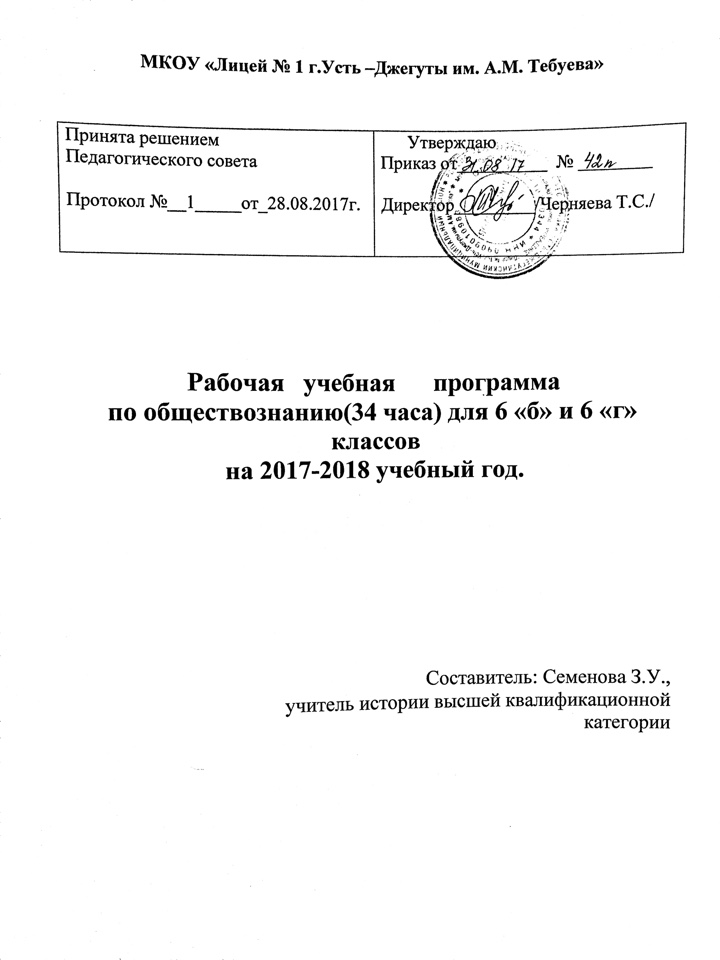 МКОУ «Лицей № 1 г.Усть –Джегуты им. А.М. Тебуева»
Принята решением
Педагогического совета
Протокол №__1_____от_28.08.2017г.
Утверждаю
Приказ от 31.08 17 № 42п
Директор /Черняева Т.С./
Рабочая учебная программа
по обществознанию(34 часа) для 6 «б» и 6 «г»
классов
на 2017-2018 учебный год.
Составитель: Семенова З.У.,
учитель истории высшей квалификационной
категории